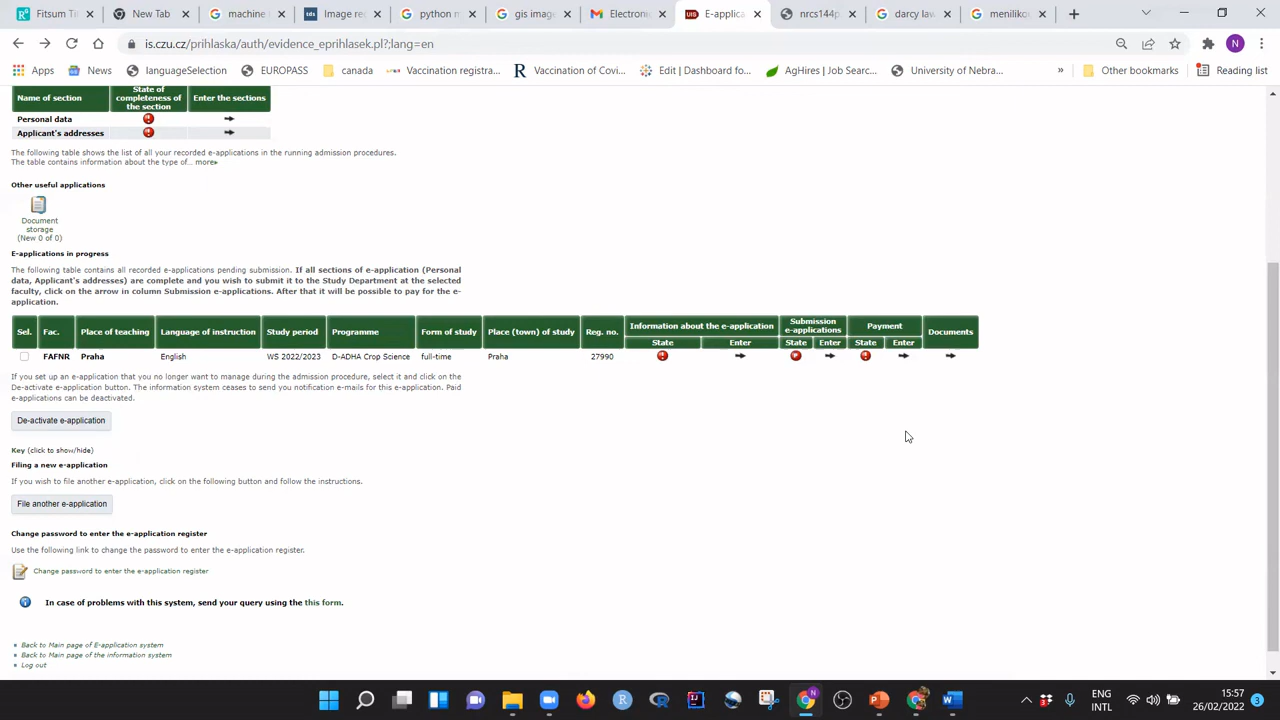 Fitsum Ti
New Tab
machine
Image rec
python m
gis imag
Electronic
E-applica
nrcs144p
darcy law
menilikc
is.czu.cz/prihlaska/auth/evidence_eprihlasek.pl?;lang=en
Apps
News
languageSelection
EUROPASS
canada
Vaccination registra...
Vaccination of Covi...
Edit | Dashboard fo...
AgHires | Job Searc...
University of Nebra...
»
Other bookmarks
Reading list
Name of section State of completeness of the section Enter the sections
Personal data
Applicant's addresses
The following table shows the list of all your recorded e-applications in the running admission procedures.
The table contains information about the type of... more▸
Other useful applications
Document
storage
(New 0 of 0)
E-applications in progress
The following table contains all recorded e-applications pending submission. If all sections of e-application (Personal
data, Applicant's addresses) are complete and you wish to submit it to the Study Department at the selected
faculty, click on the arrow in column Submission e-applications. After that it will be possible to pay for the e-
application.
Sel. Fac. Place of teaching Language of instruction Study period Programme Form of study Place (town) of study Reg. no. Information about the e-application Submission e-applications Payment Documents
State Enter State Enter State Enter
FAFNR Praha English WS 2022/2023 D-ADHA Crop Science full-time Praha 27990
If you set up an e-application that you no longer want to manage during the admission procedure, select it and click on the
De-activate e-application button. The information system ceases to send you notification e-mails for this e-application. Paid
e-applications can be deactivated.
De-activate e-application
Key (click to show/hide)
Filing a new e-application
If you wish to file another e-application, click on the following button and follow the instructions.
File another e-application
Change password to enter the e-application register
Use the following link to change the password to enter the e-application register.
Change password to enter the e-application register
In case of problems with this system, send your query using the this form.
Back to Main page of E-application system
Back to Main page of the information system
Log out
ENG
INTL
15:57
26/02/2022